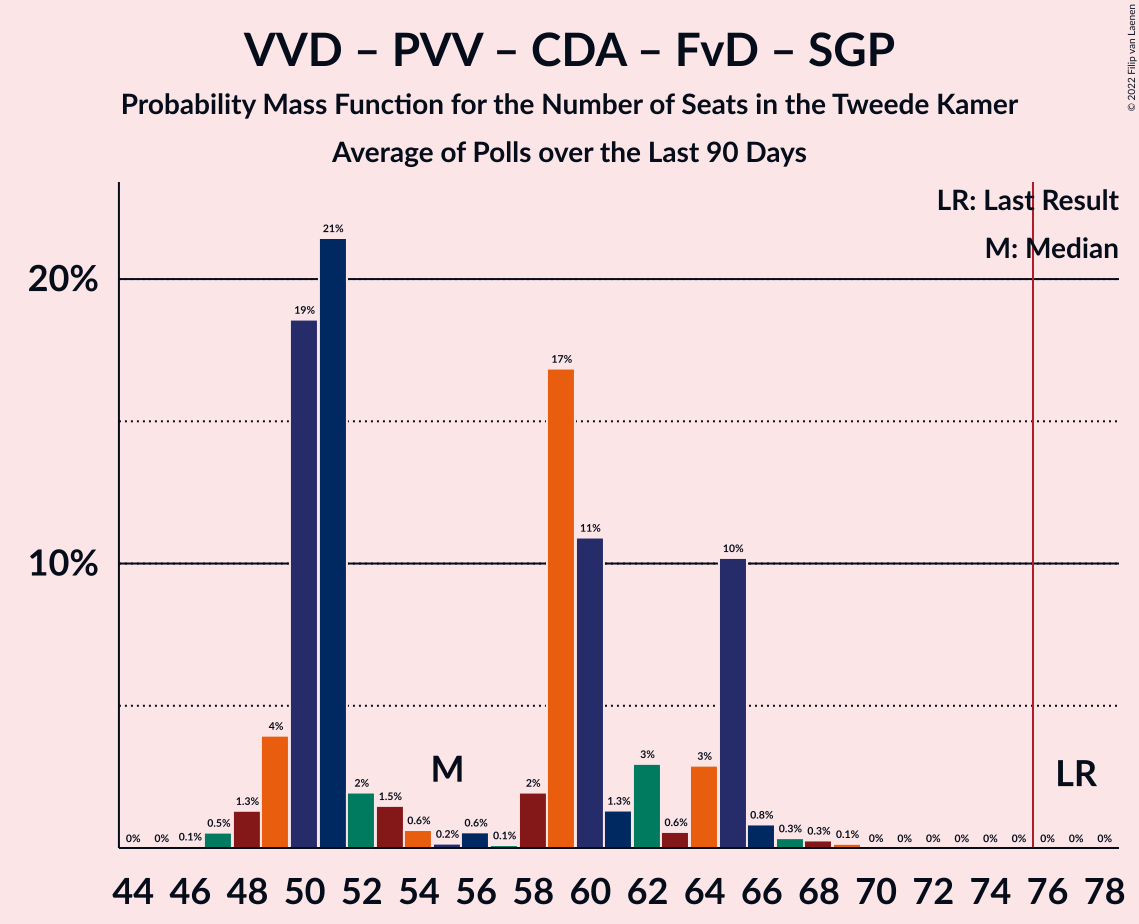 VVD – PVV – CDA – FvD – SGP
Probability Mass Function for the Number of Seats in the Tweede Kamer
Average of Polls over the Last 90 Days
© 2022 Filip van Laenen
LR: Last Result
M: Median
20%
10%
0% 0% 0.1% 0.5% 1.3% 4% 19% 21% 2% 1.5% 0.6% 0.2% 0.6% 0.1% 2% 17% 11% 1.3% 3% 0.6% 3% 10% 0.8% 0.3% 0.3% 0.1% 0% 0% 0% 0% 0% 0% 0% 0% 0%
M
LR
44 46 48 50 52 54 56 58 60 62 64 66 68 70 72 74 76 78